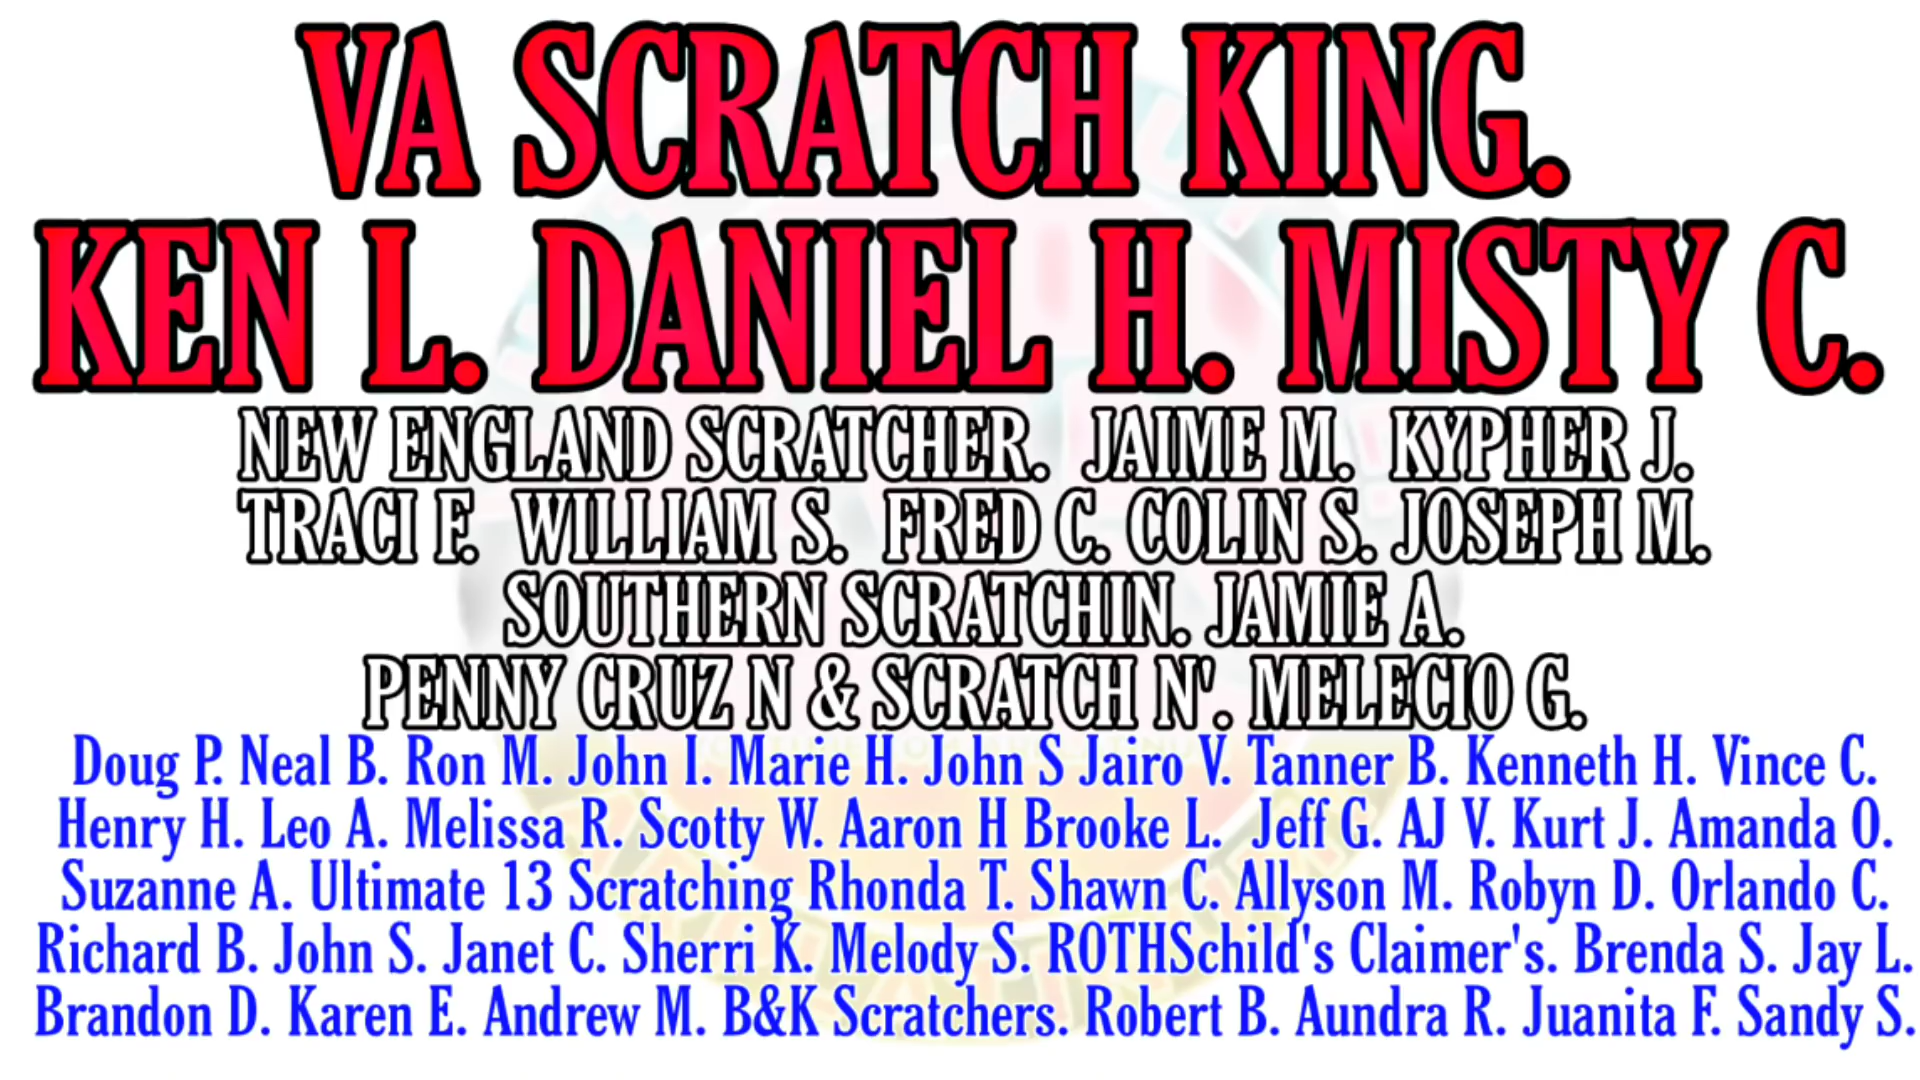 VA SCRATCH KING.
KEN L. DANIEL H. MISTY C.
NEW ENGLAND SCRATCHER. JAIME M. KYPHER J.
TRACI F. WILLIAM S. FRED C. COLIN S. JOSEPH M.
SOUTHERN SCRATCHIN. JAMIE A.
PENNY CRUZ N & SCRATCH N'. MELECIO G.
Doug P. Neal B. Ron M. John I. Marie H. John S Jairo V. Tanner B. Kenneth H. Vince C.
Henry H. Leo A. Melissa R. Scotty W. Aaron H Brooke L. Jeff G. AJ V. Kurt J. Amanda O.
Suzanne A. Ultimate 13 Scratching Rhonda T. Shawn C. Allyson M. Robyn D. Orlando C.
Richard B. John S. Janet C. Sherri K. Melody S. ROTHSchild's Claimer's. Brenda S. Jay L.
Brandon D. Karen E. Andrew M. B&K Scratchers. Robert B. Aundra R. Juanita F. Sandy S.